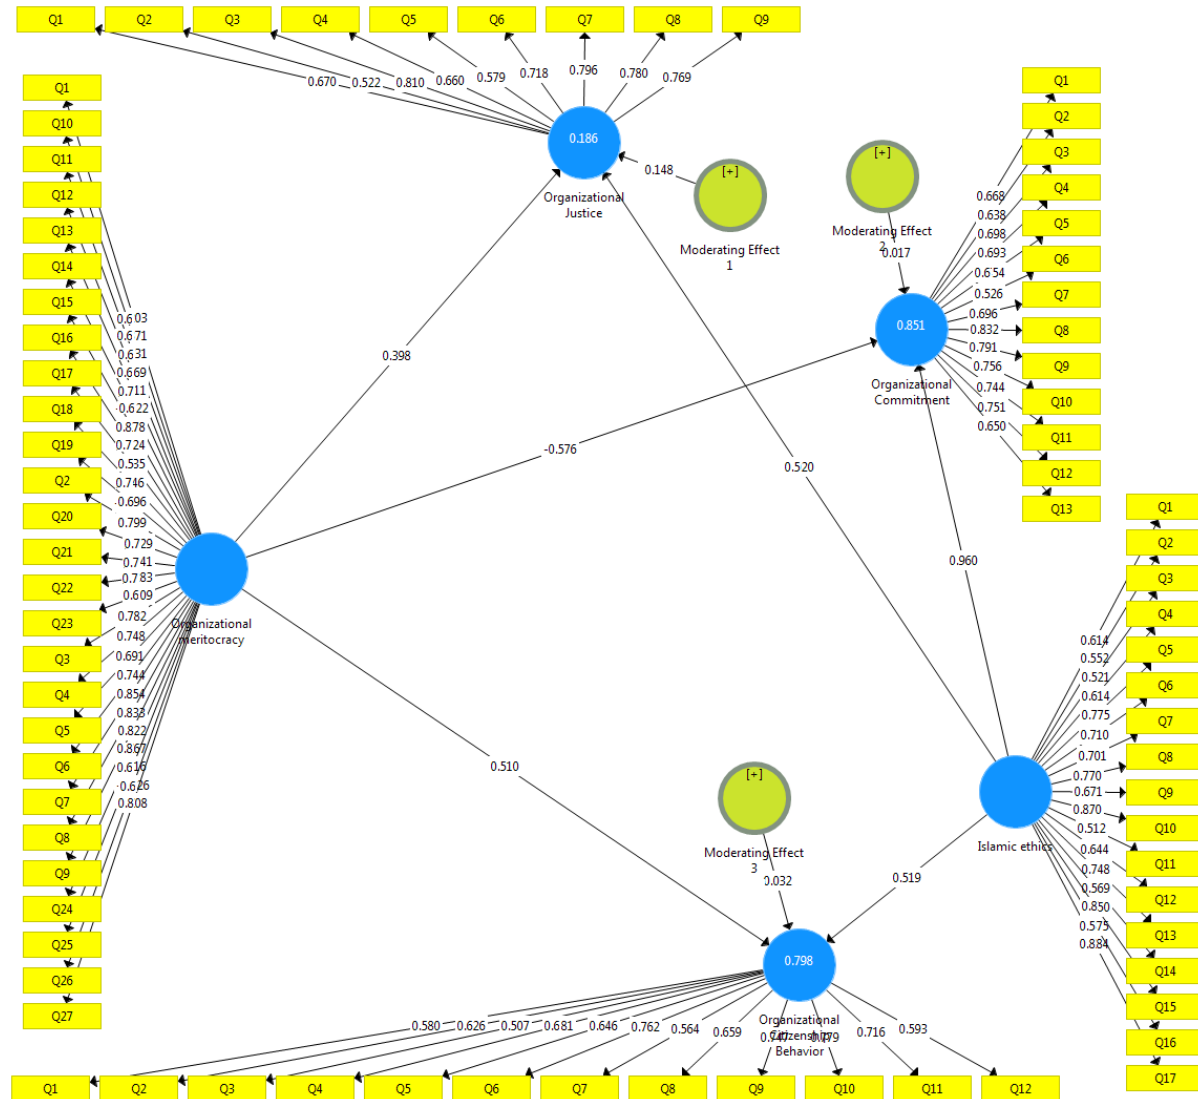 Q1
Q2
Q3
Q4
Q5
Q6
Q7
Q8
Q9
0.670
0.522
0.810
0.660
0.579
0.718
0.796
0.780
0.769
0.186
Organizational
Justice
0.148
[+]
Moderating Effect
1
[+]
Moderating Effect
2
0.017
0.851
Organizational
Commitment
Q1
Q2
Q3
Q4
Q5
Q6
Q7
Q8
Q9
Q10
Q11
Q12
Q13
0.668
0.638
0.698
0.693
0.654
0.526
0.696
0.832
0.791
0.756
0.744
0.751
0.650
Q1
Q10
Q11
Q12
Q13
Q14
Q15
Q16
Q17
Q18
Q19
Q2
Q20
Q21
Q22
Q23
Q3
Q4
Q5
Q6
Q7
Q8
Q9
Q24
Q25
Q26
Q27
0.603
0.671
0.631
0.669
0.711
0.622
0.878
0.724
0.535
0.746
0.696
0.799
0.729
0.741
0.783
0.609
0.782
0.748
0.691
0.744
0.854
0.833
0.822
0.867
0.616
0.808
Organizational
meritocracy
0.398
-0.576
0.510
0.520
0.960
0.519
Islamic ethics
Q1
Q2
Q3
Q4
Q5
Q6
Q7
Q8
Q9
Q10
Q11
Q12
Q13
Q14
Q15
Q16
Q17
0.614
0.552
0.521
0.614
0.775
0.710
0.701
0.770
0.671
0.870
0.512
0.644
0.748
0.569
0.850
0.575
0.884
[+]
Moderating Effect
3
0.032
0.798
Organizational
Citizenship
Behavior
0.580
0.626
0.507
0.681
0.646
0.762
0.564
0.659
0.716
0.593
Q1
Q2
Q3
Q4
Q5
Q6
Q7
Q8
Q9
Q10
Q11
Q12